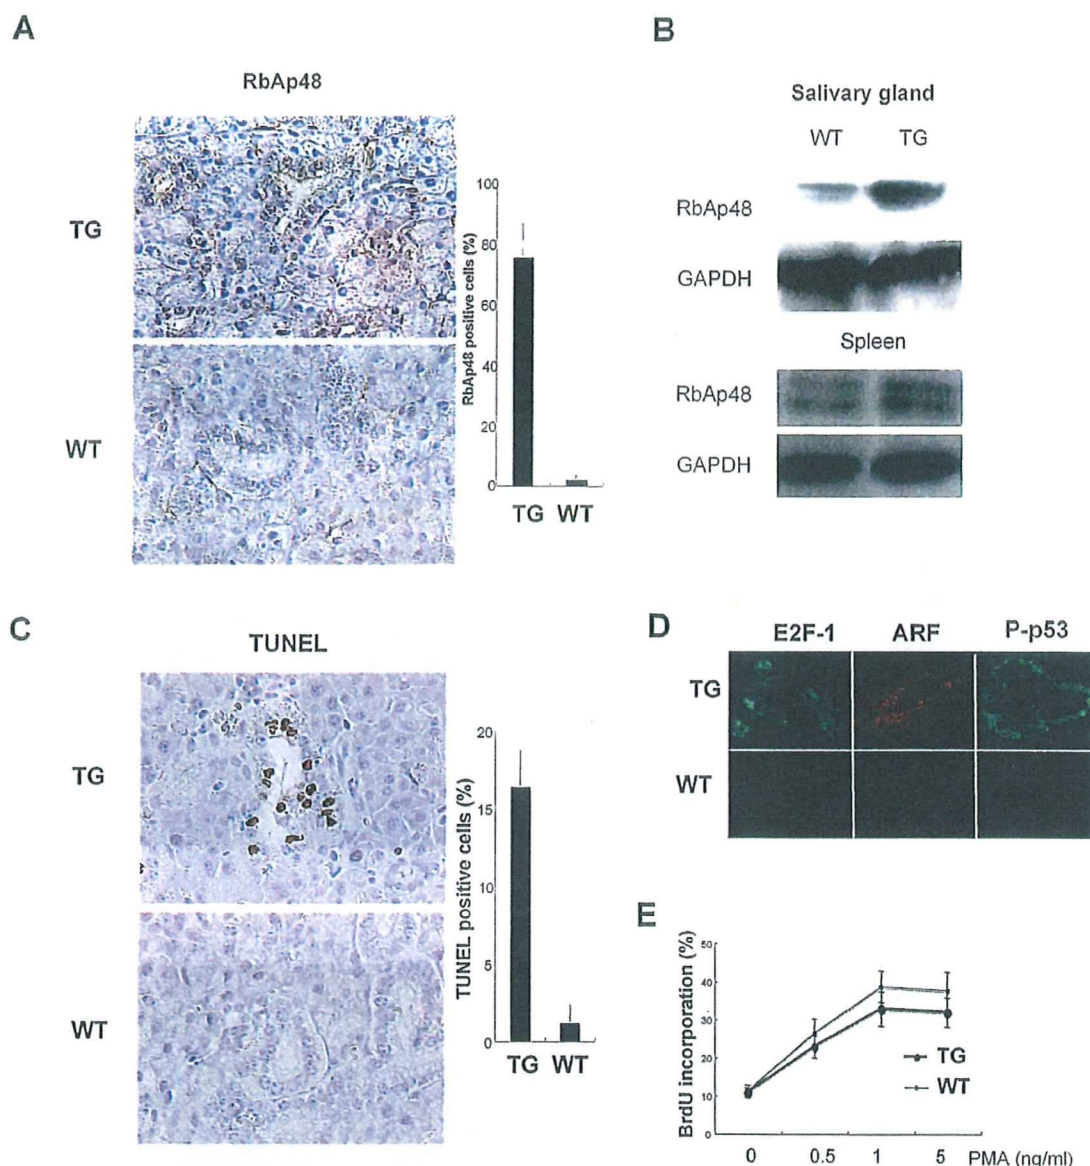 A
RbAp48
TG
WT
RbAp48 positive cells (%)
100
80
60
40
20
0
TG WT
B
Salivary gland
WT TG
RbAp48
GAPDH
Spleen
RbAp48
GAPDH
C
TUNEL
TG
WT
TUNEL positive cells (%)
20
15
10
5
0
TG WT
D
E2F-1 ARF P-p53
TG
WT
E
BrdU incorporation (%)
50
40
30
20
10
0
TG
WT
0 0.5 1 5 PMA (ng/ml)